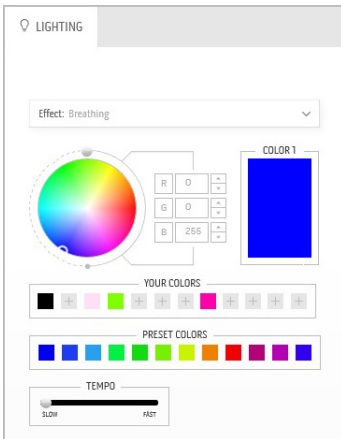 LIGHTING
Effect: Breathing
COLOR 1
R 0
G 0
B 255
YOUR COLORS
PRESET COLORS
TEMPO
SLOW FAST